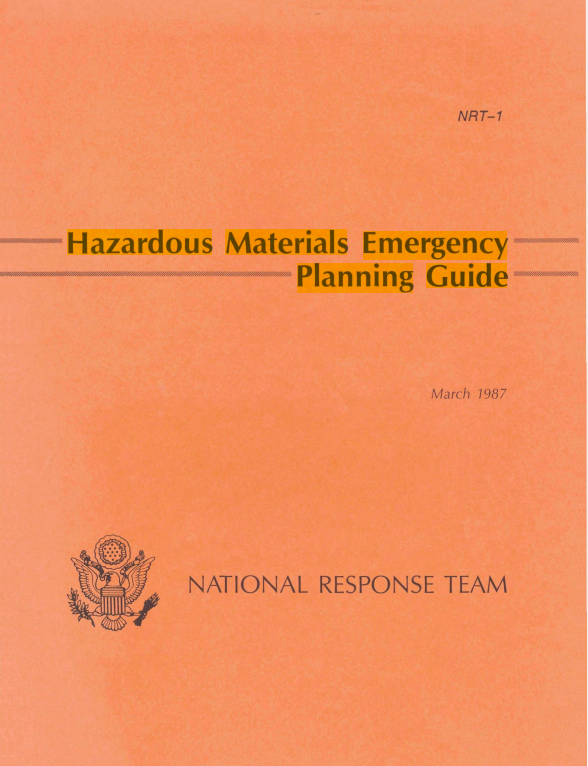 NRT-1
Hazardous Materials Emergency
Planning Guide
March 1987
NATIONAL RESPONSE TEAM